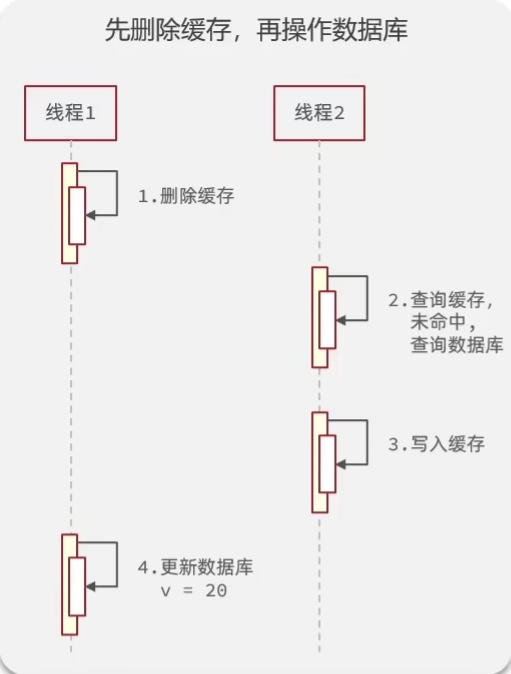 先删除缓存，再操作数据库
线程1
线程2
1.删除缓存
2.查询缓存，
未命中，
查询数据库
3.写入缓存
4.更新数据库
v = 20